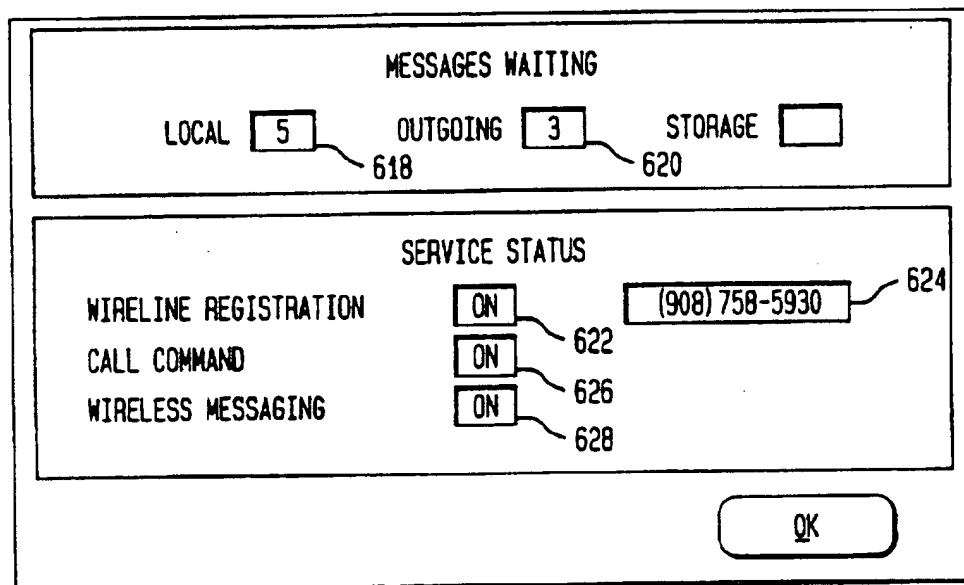 MESSAGES WAITING
LOCAL 5 OUTGOING 3 STORAGE
618 620
SERVICE STATUS
624
WIRELINE REGISTRATION ON (908) 758-5930
622
CALL COMMAND ON
626
WIRELESS MESSAGING ON
628
OK